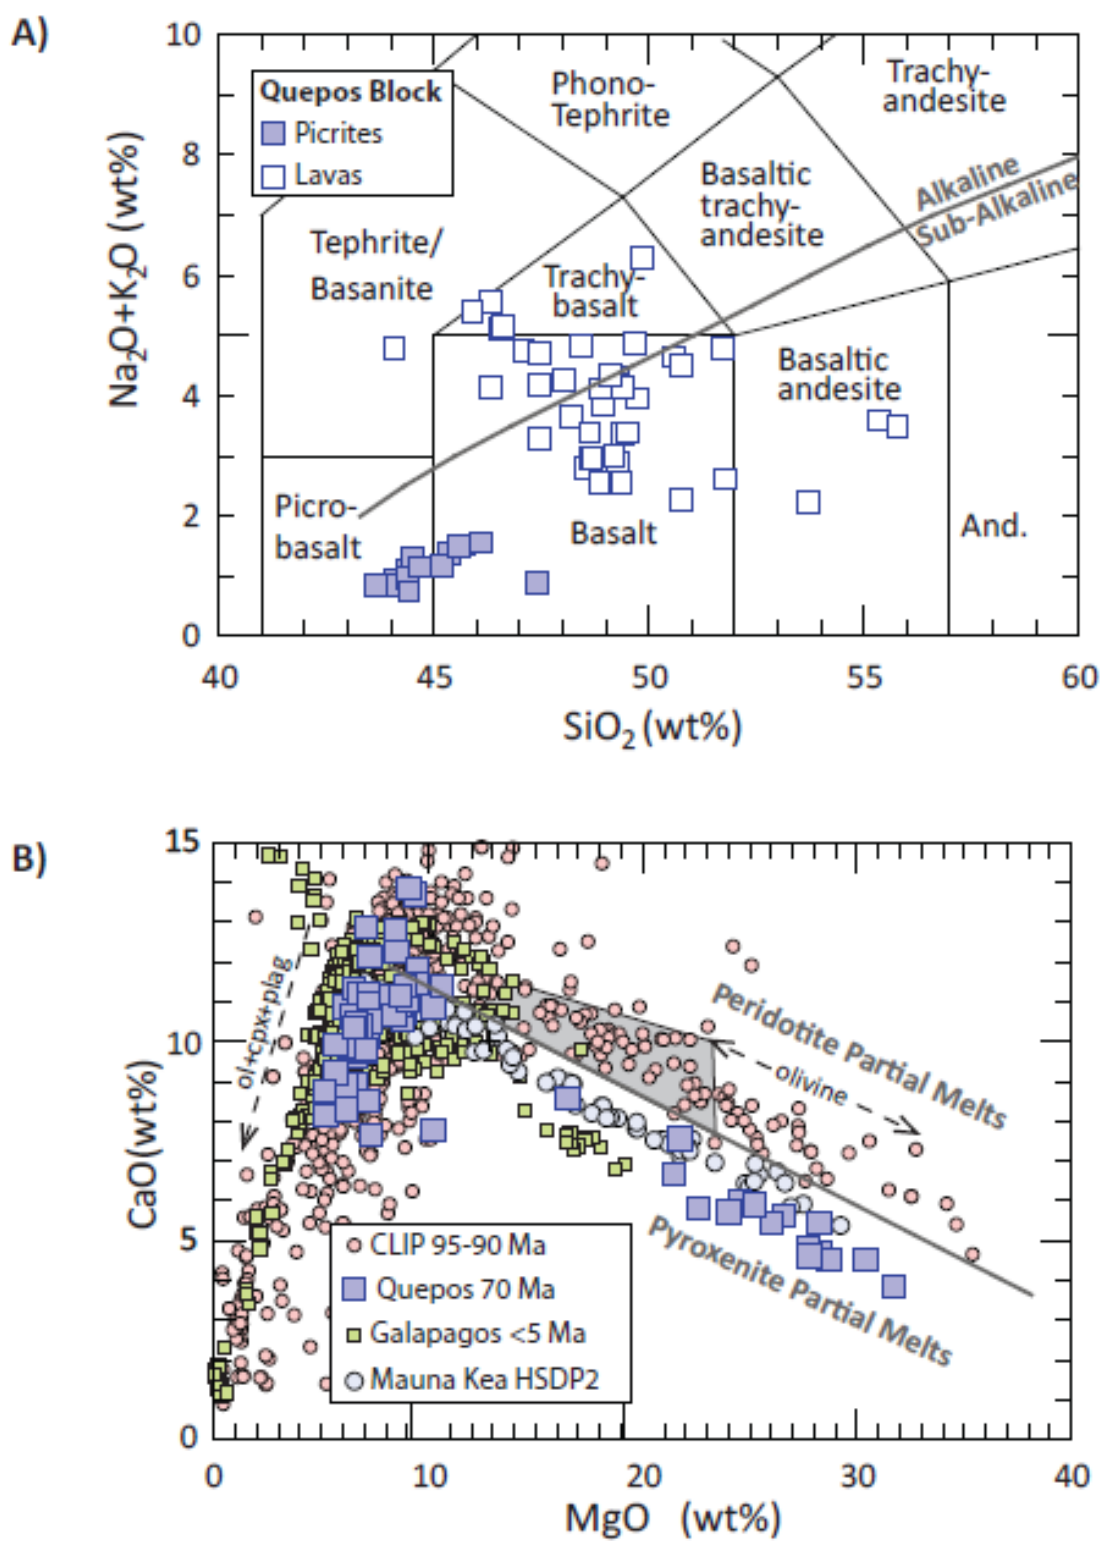 A)
10
8
6
4
2
0
Na₂O+K₂O (wt%)
Quepos Block
Picrites
Lavas
Phono-
Tephrite
Trachy-
andesite
Basaltic
trachy-
andesite
Alkaline
Sub-Alkaline
Tephrite/
Basanite
Trachy-
basalt
Basaltic
andesite
Picro-
basalt
Basalt
And.
40
45
50
55
60
SiO₂ (wt%)
B)
15
10
5
0
CaO(wt%)
ol+cpx+plag
Peridotite Partial Melts
olivine
Pyroxenite Partial Melts
CLIP 95-90 Ma
Quepos 70 Ma
Galapagos <5 Ma
Mauna Kea HSDP2
0
10
20
30
40
MgO (wt%)